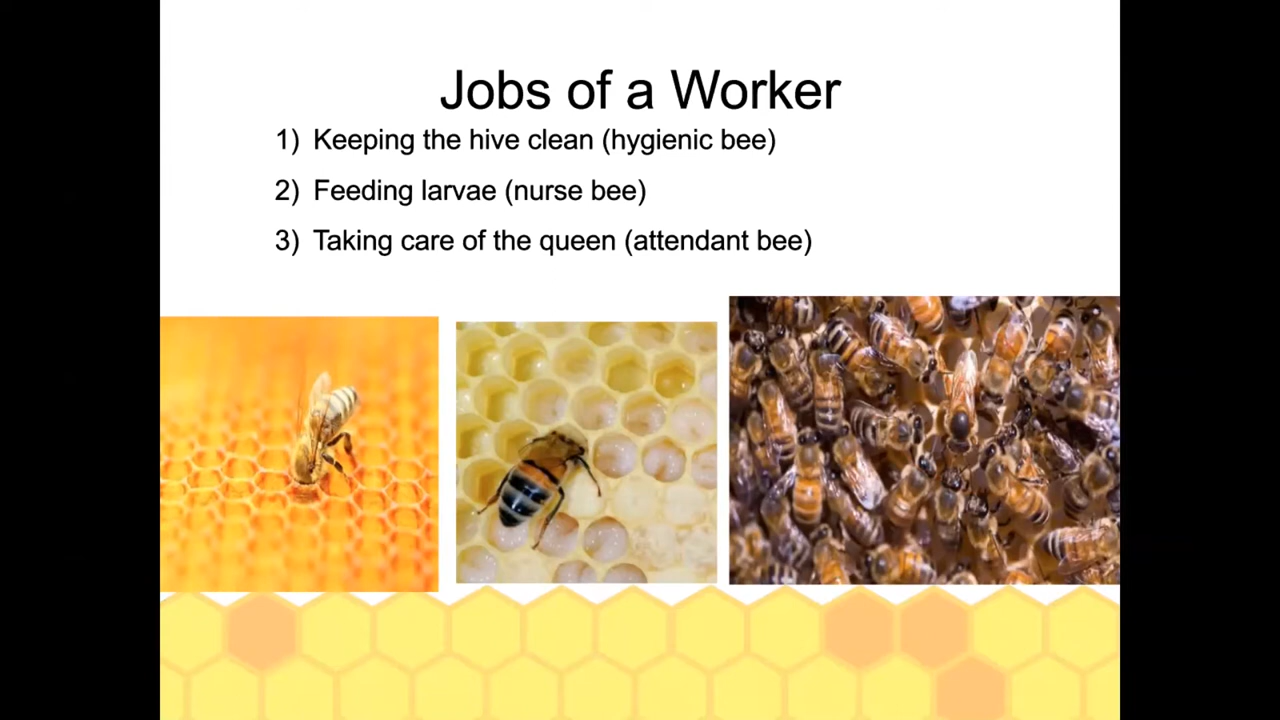 Jobs of a Worker
1) Keeping the hive clean (hygienic bee)
2) Feeding larvae (nurse bee)
3) Taking care of the queen (attendant bee)